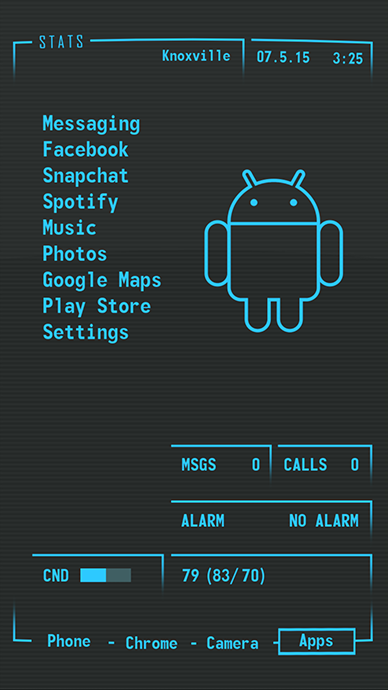 STATS
Knoxville 07.5.15 3:25
Messaging
Facebook
Snapchat
Spotify
Music
Photos
Google Maps
Play Store
Settings
MSGS 0 CALLS 0
ALARM NO ALARM
CND 79 (83/70)
Phone - Chrome - Camera - Apps